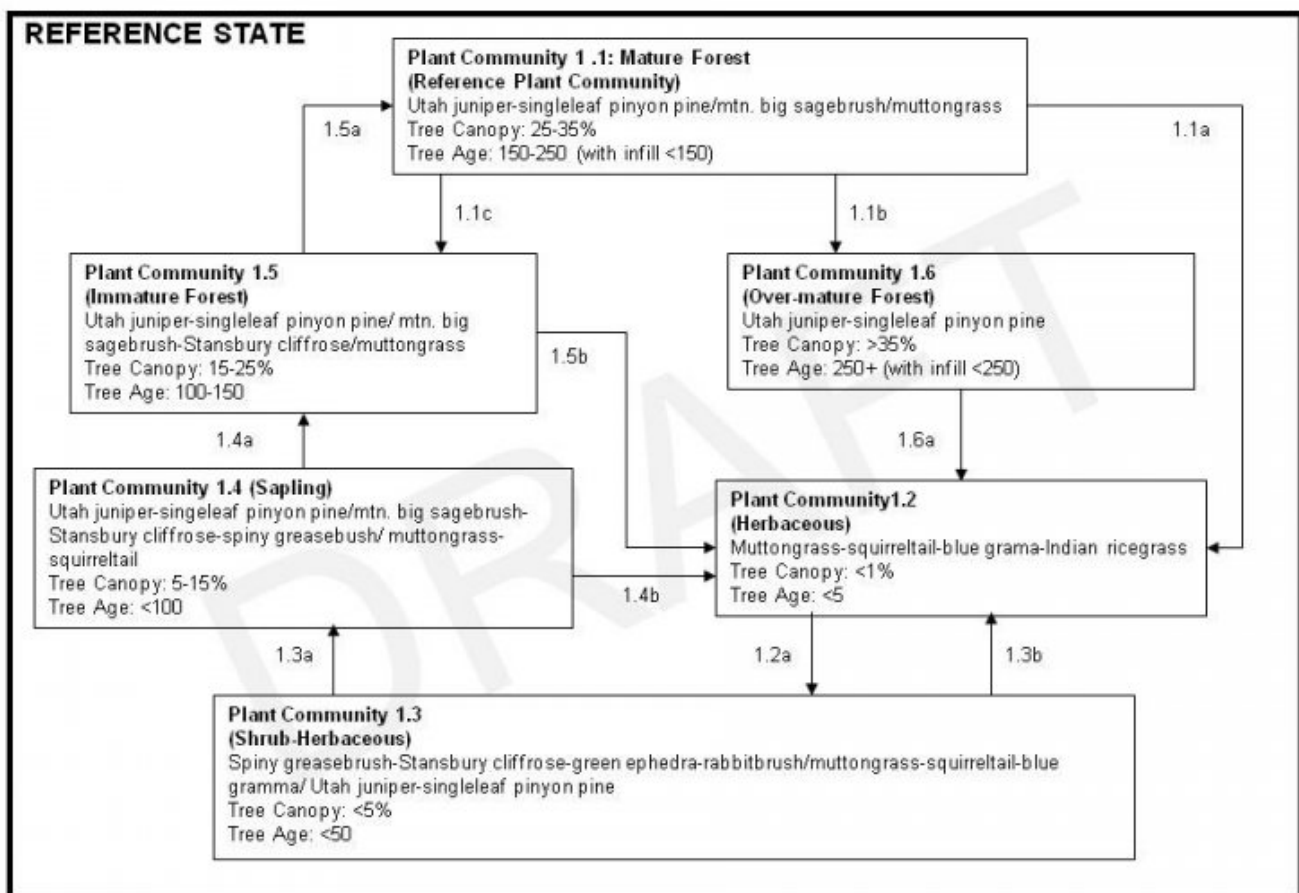 REFERENCE STATE
Plant Community 1 .1: Mature Forest
(Reference Plant Community)
Utah juniper-singleleaf pinyon pine/mtn. big sagebrush/muttongrass
Tree Canopy: 25-35%
Tree Age: 150-250 (with infill <150)
1.5a
1.1a
1.1c
1.1b
Plant Community 1.5
(Immature Forest)
Utah juniper-singleleaf pinyon pine/ mtn. big
sagebrush-Stansbury cliffrose/muttongrass
Tree Canopy: 15-25%
Tree Age: 100-150
1.5b
Plant Community 1.6
(Over-mature Forest)
Utah juniper-singleleaf pinyon pine
Tree Canopy: >35%
Tree Age: 250+ (with infill <250)
1.4a
1.6a
Plant Community 1.4 (Sapling)
Utah juniper-singeleaf pinyon pine/mtn. big sagebrush-
Stansbury cliffrose-spiny greasebush/ muttongrass-
squirreltail
Tree Canopy: 5-15%
Tree Age: <100
1.4b
Plant Community1.2
(Herbaceous)
Muttongrass-squirreltail-blue grama-Indian ricegrass
Tree Canopy: <1%
Tree Age: <5
1.3a
1.2a
1.3b
Plant Community 1.3
(Shrub-Herbaceous)
Spiny greasebrush-Stansbury cliffrose-green ephedra-rabbitbrush/muttongrass-squirreltail-blue
gramma/ Utah juniper-singleleaf pinyon pine
Tree Canopy: <5%
Tree Age: <50
DRAFT